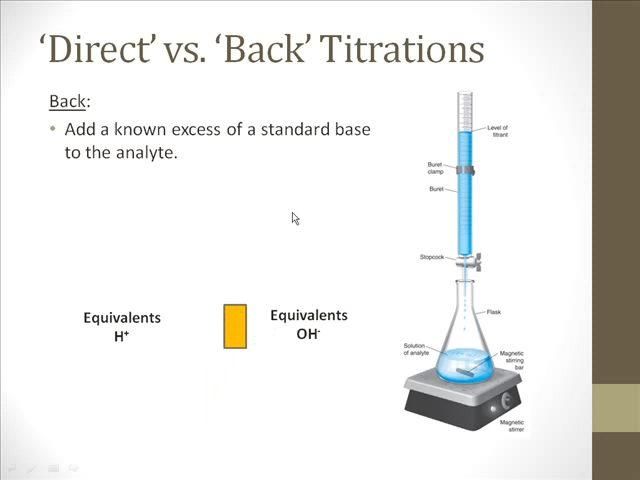 ‘Direct’ vs. ‘Back’ Titrations
Back:
• Add a known excess of a standard base
to the analyte.
Level of
titrant
Buret
clamp
Buret
Stopcock
Flask
Solution
of analyte
Magnetic
stirring
bar
Magnetic
stirrer
Equivalents
H⁺
Equivalents
OH⁻